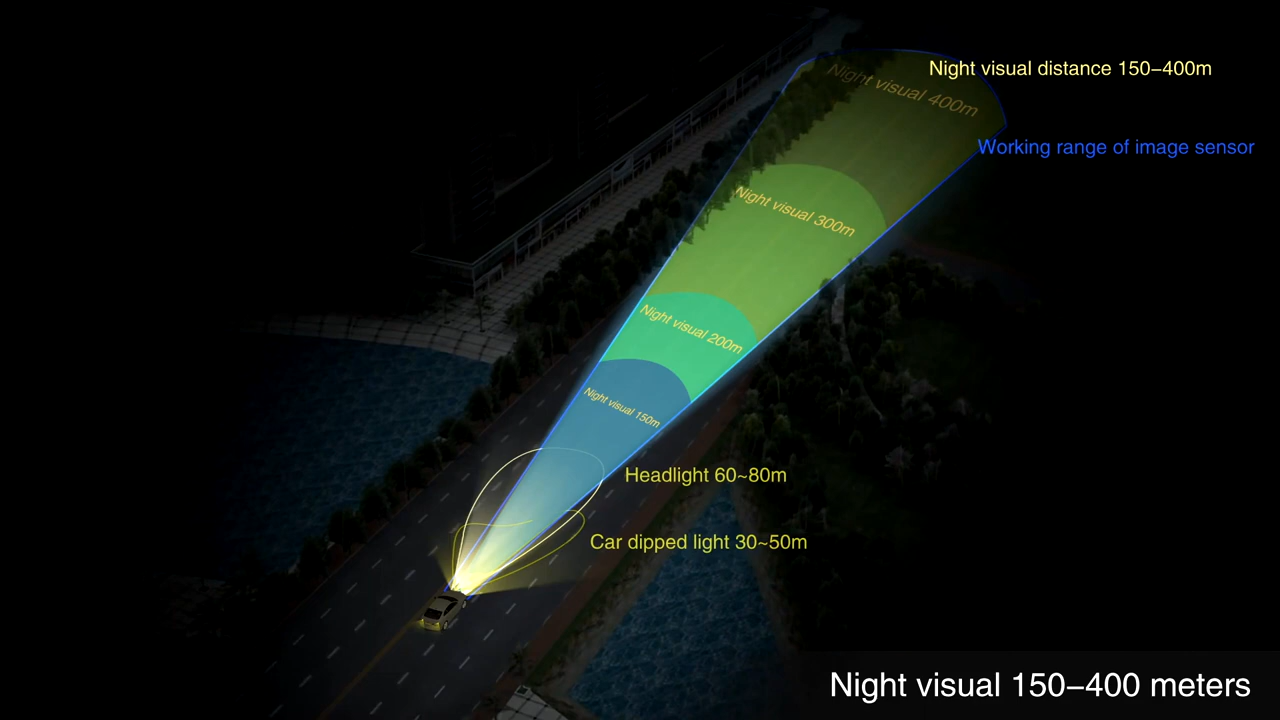 Night visual 400m
Night visual distance 150–400m
Working range of image sensor
Night visual 300m
Night visual 200m
Night visual 150m
Headlight 60~80m
Car dipped light 30~50m
Night visual 150–400 meters